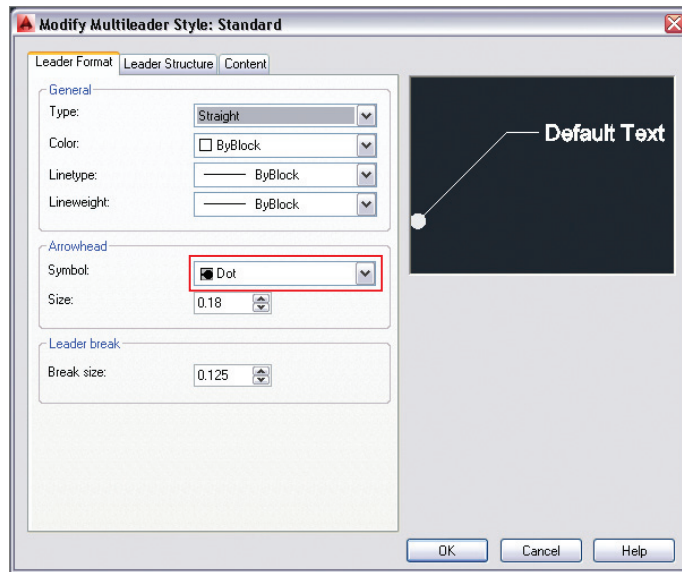 Modify Multileader Style: Standard
Leader Format Leader Structure Content
General
Type: Straight
Color: ByBlock
Linetype: ByBlock
Lineweight: ByBlock
Arrowhead
Symbol: Dot
Size: 0.18
Leader break
Break size: 0.125
Default Text
OK Cancel Help